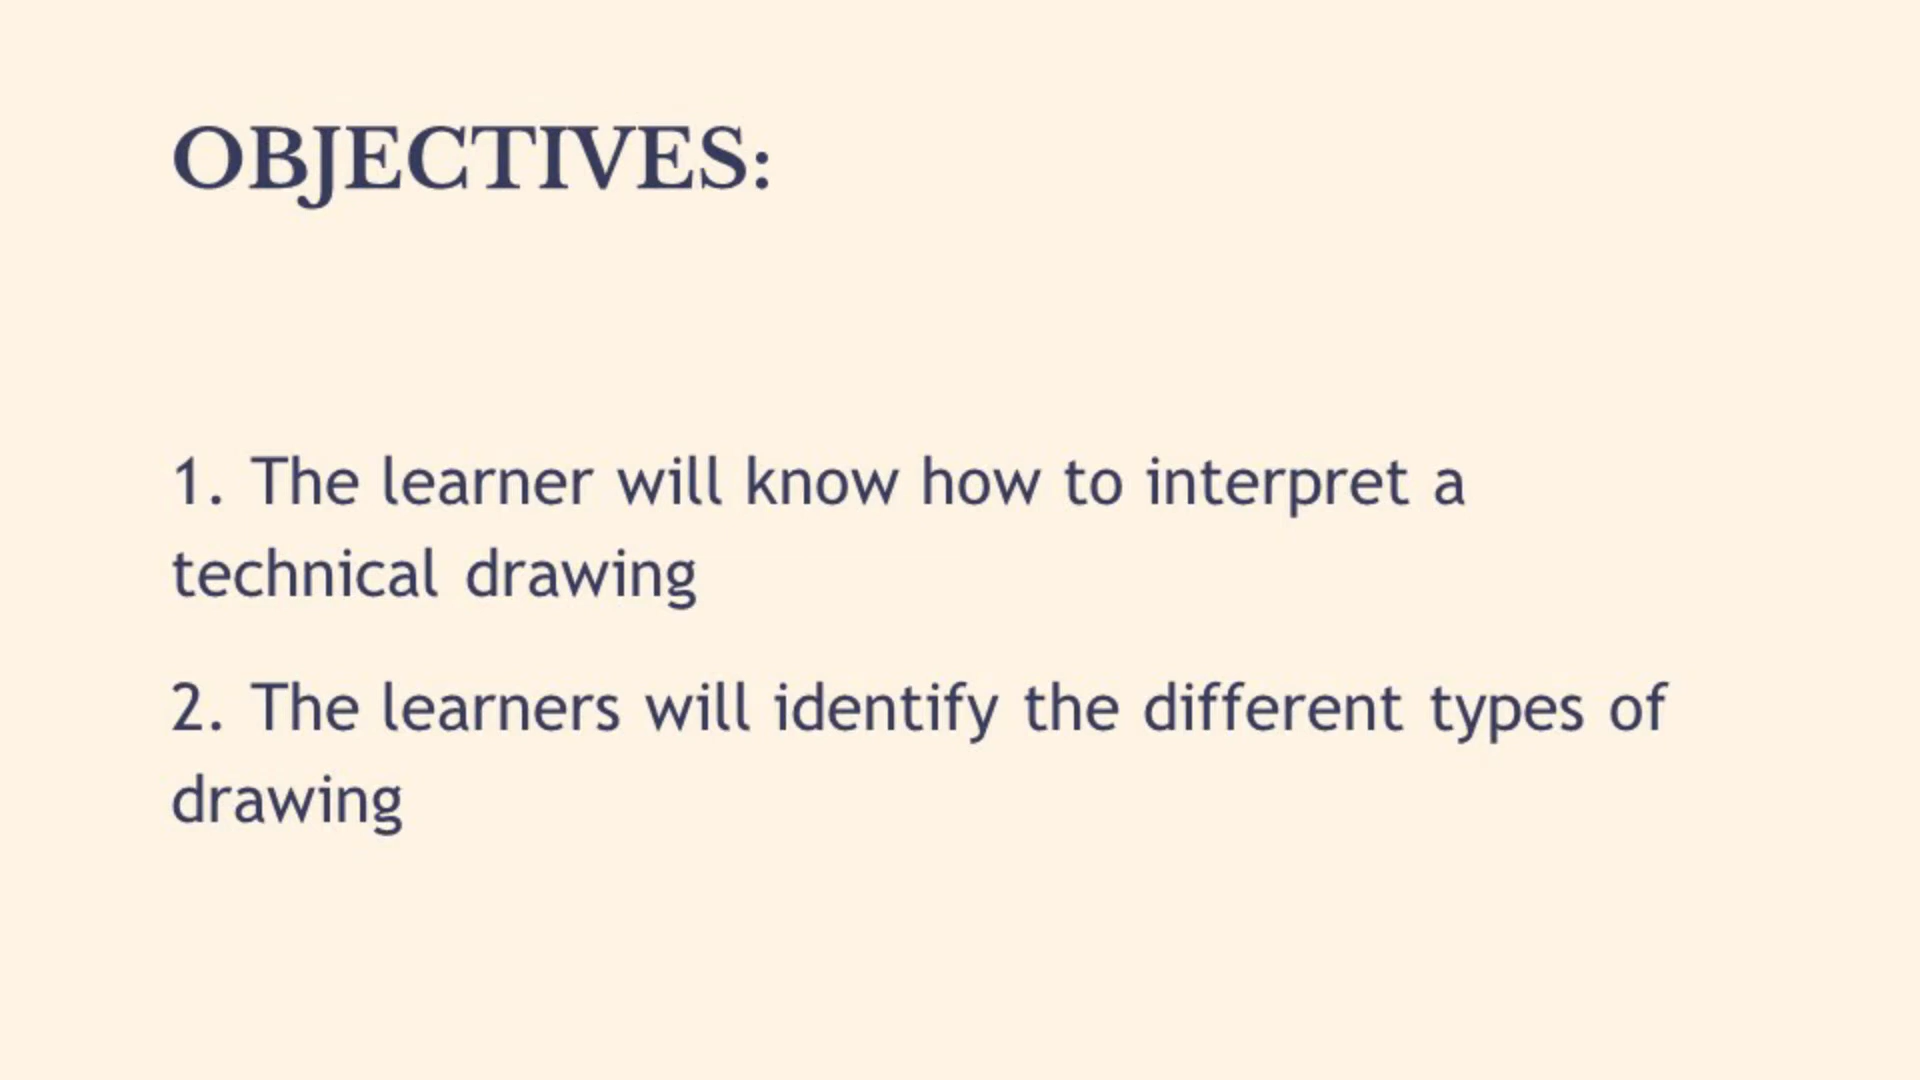 OBJECTIVES:
1. The learner will know how to interpret a
technical drawing
2. The learners will identify the different types of
drawing